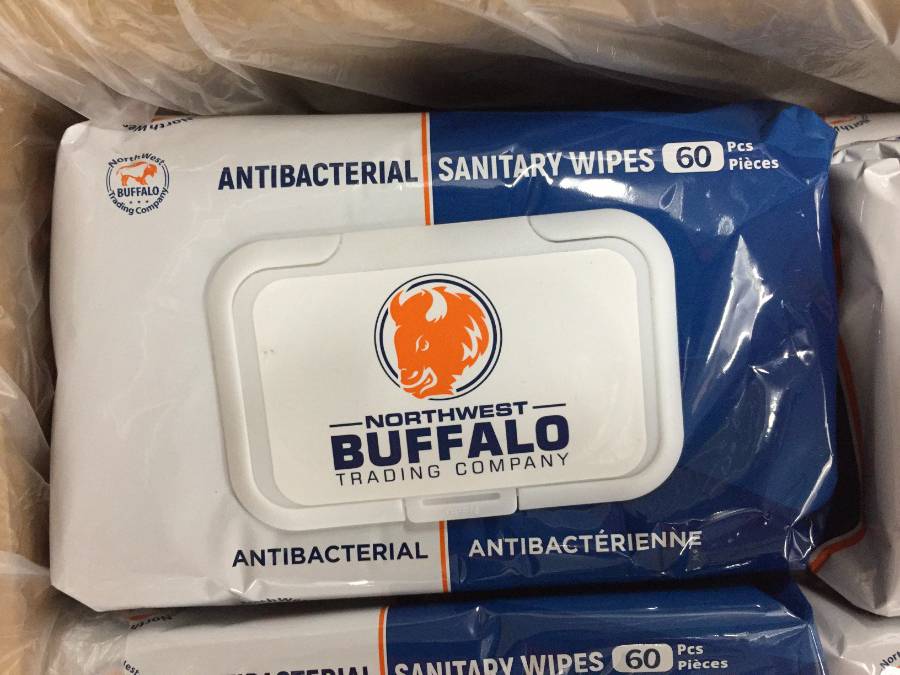 NorthWest
BUFFALO
Trading Company
ANTIBACTERIAL SANITARY WIPES 60 Pcs
Pièces
NORTHWEST
BUFFALO
TRADING COMPANY
ANTIBACTERIAL ANTIBACTÉRIENNE
ANTIBACTERIAL SANITARY WIPES 60 Pcs
Pièces